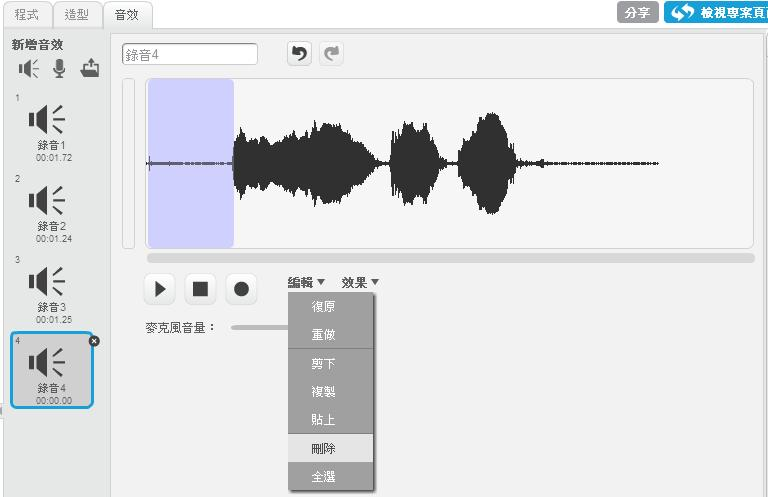 程式 造型 音效
分享 檢視專案頁
新增音效
錄音4
1
錄音1
00:01.72
2
錄音2
00:01.24
3
錄音3
00:01.25
4
錄音4
00:00.00
編輯 效果
麥克風音量：
復原
重做
剪下
複製
貼上
刪除
全選